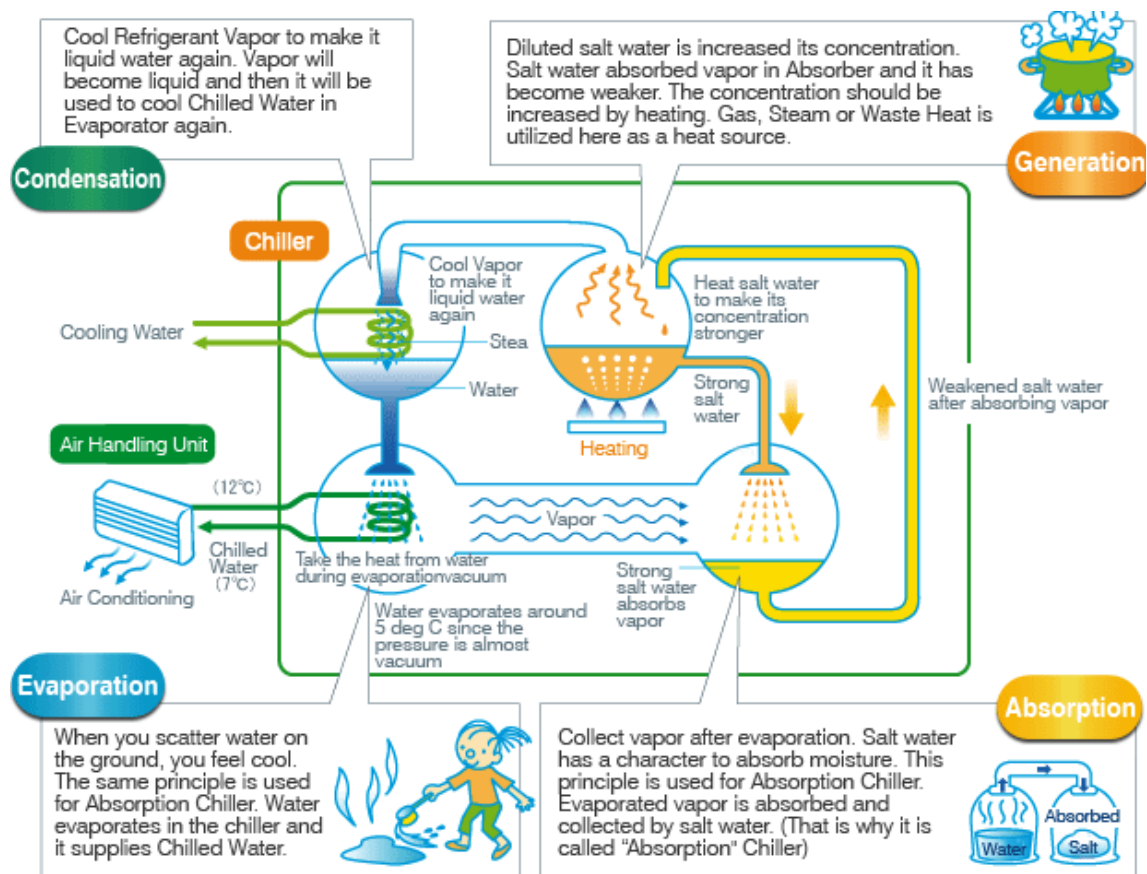 Cool Refrigerant Vapor to make it
liquid water again. Vapor will
become liquid and then it will be
used to cool Chilled Water in
Evaporator again.
Condensation
Diluted salt water is increased its concentration.
Salt water absorbed vapor in Absorber and it has
become weaker. The concentration should be
increased by heating. Gas, Steam or Waste Heat is
utilized here as a heat source.
Generation
Chiller
Cool Vapor
to make it
liquid water
again
Heat salt water
to make its
concentration
stronger
Cooling Water
Stea
Water
Strong
salt
water
Weakened salt water
after absorbing vapor
Heating
Air Handling Unit
(12℃)
Vapor
Chilled
Water
(7℃)
Air Conditioning
Take the heat from water
during evaporationvacuum
Strong
salt water
absorbs
vapor
Water evaporates around
5 deg C since the
pressure is almost
vacuum
Evaporation
When you scatter water on
the ground, you feel cool.
The same principle is used
for Absorption Chiller. Water
evaporates in the chiller and
it supplies Chilled Water.
Absorption
Collect vapor after evaporation. Salt water
has a character to absorb moisture. This
principle is used for Absorption Chiller.
Evaporated vapor is absorbed and
collected by salt water. (That is why it is
called "Absorption" Chiller)
Absorbed
Water
Salt